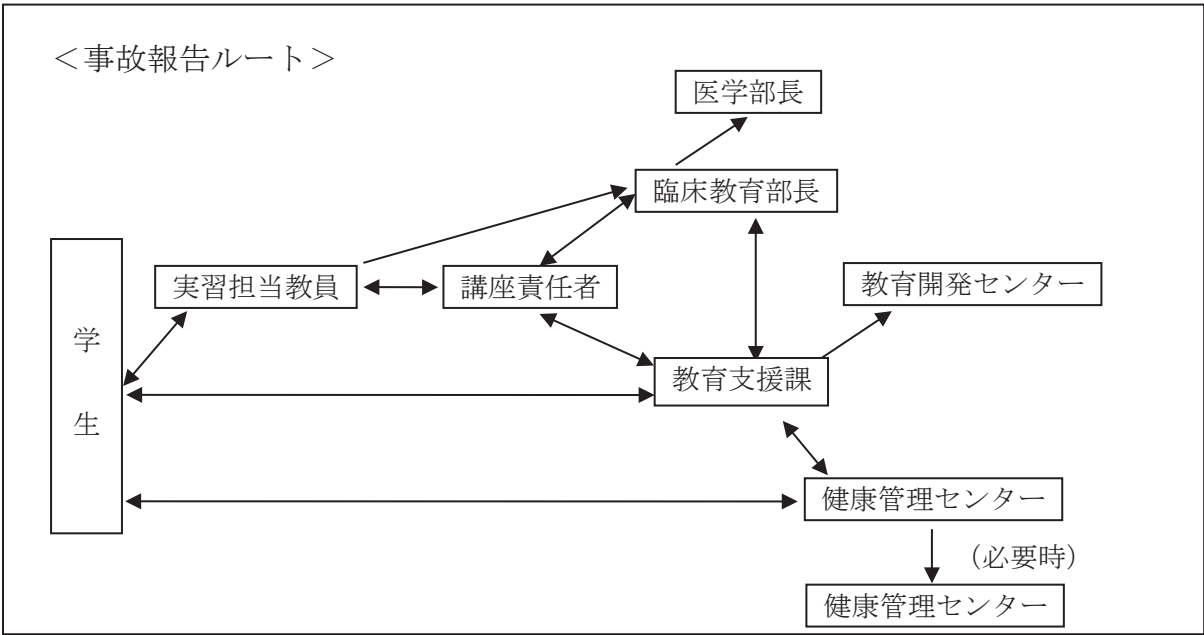 ＜事故報告ルート＞
医学部長
臨床教育部長
実習担当教員
講座責任者
教育開発センター
学生
教育支援課
健康管理センター
（必要時）
健康管理センター